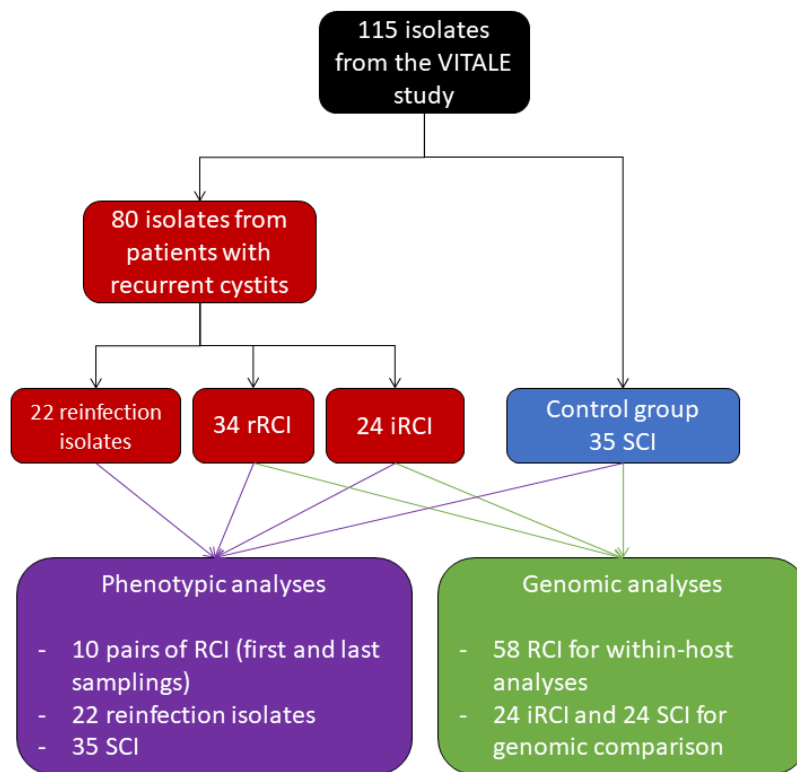 115 isolates
from the VITALE
study
80 isolates from
patients with
recurrent cystits
22 reinfection
isolates
34 rRCI
24 iRCI
Control group
35 SCI
Phenotypic analyses
- 10 pairs of RCI (first and last
samplings)
- 22 reinfection isolates
- 35 SCI
Genomic analyses
- 58 RCI for within-host
analyses
- 24 iRCI and 24 SCI for
genomic comparison